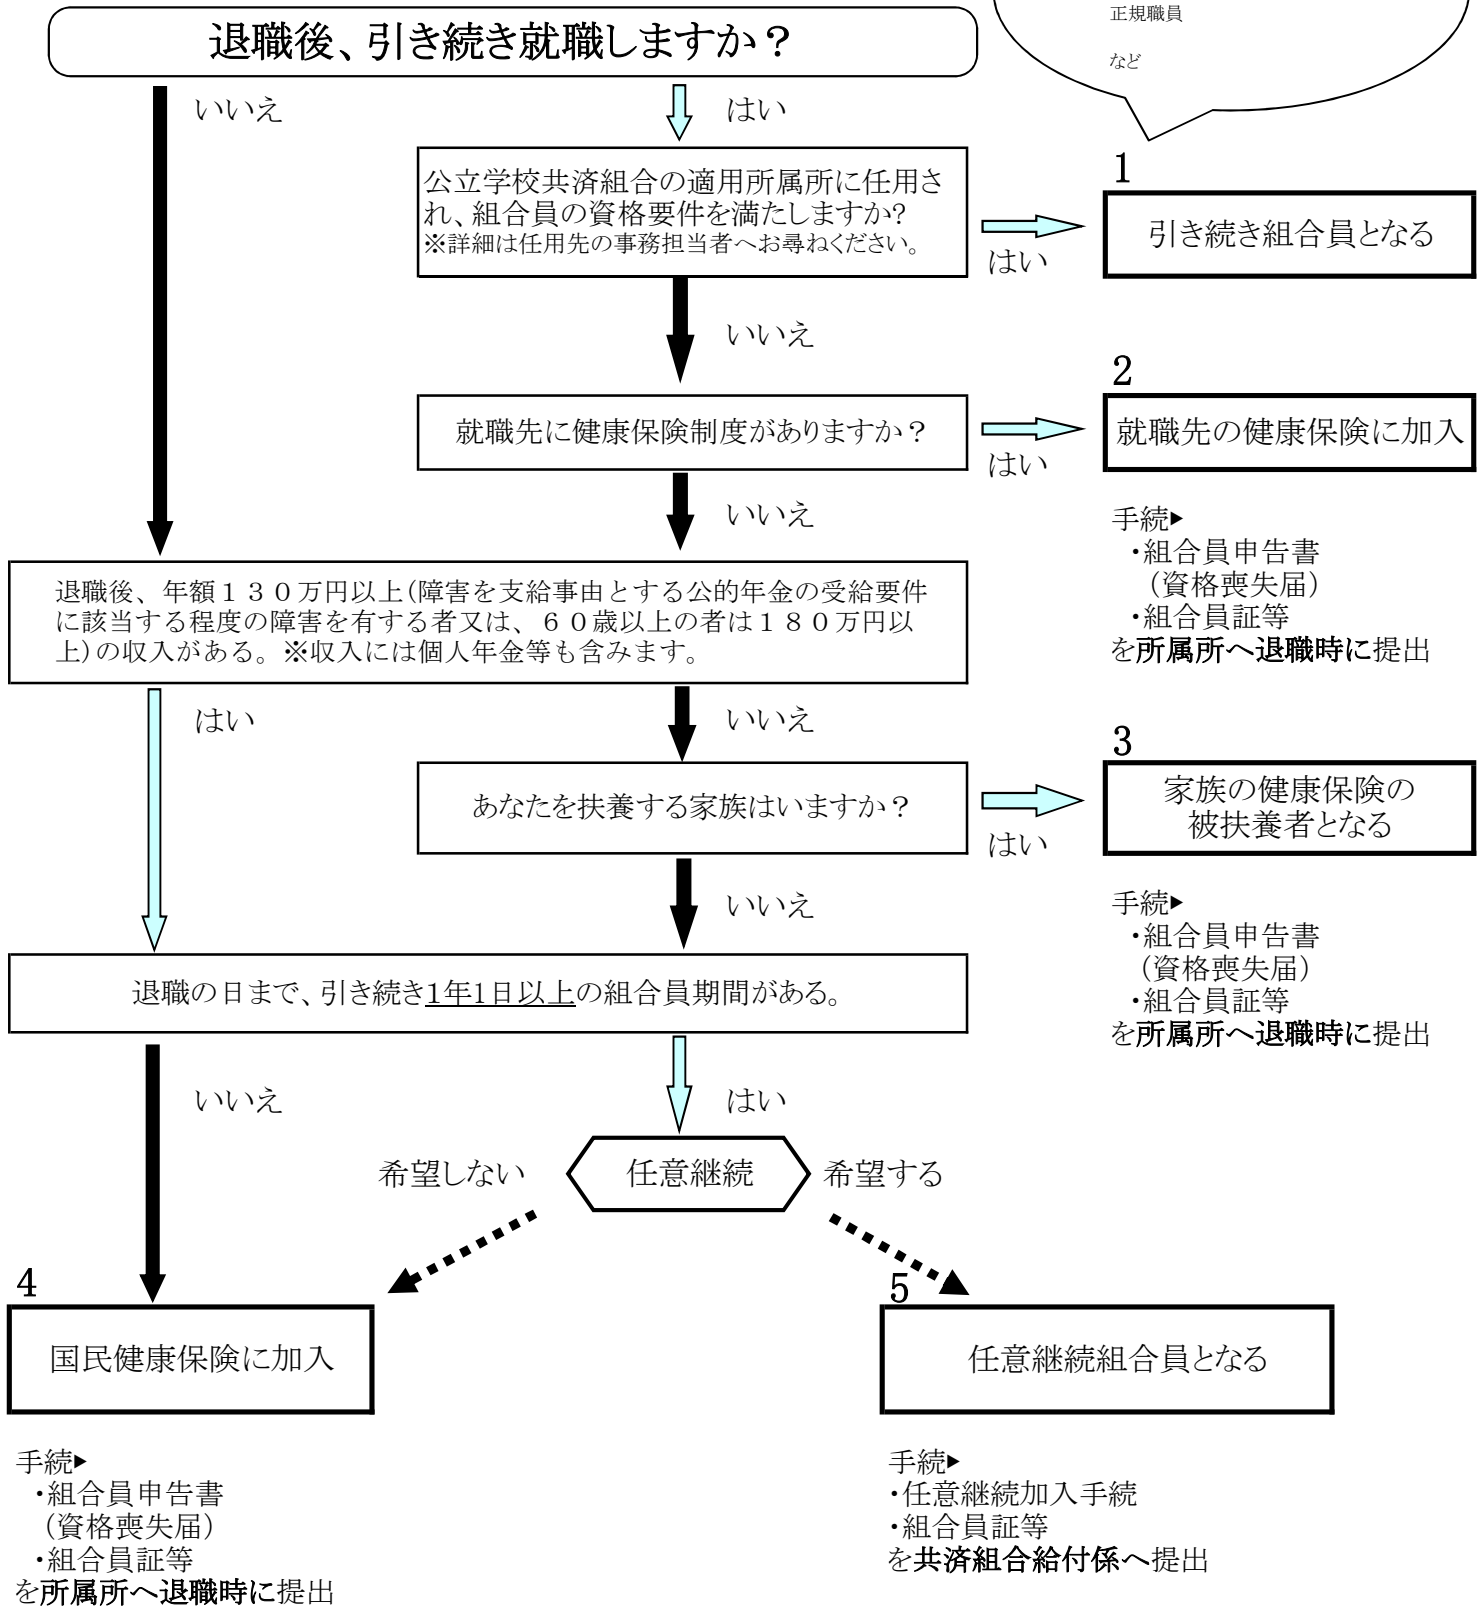 正規職員
など
退職後、引き続き就職しますか？
いいえ
はい
公立学校共済組合の適用所属所に任用さ
れ、組合員の資格要件を満たしますか?
※詳細は任用先の事務担当者へお尋ねください。
はい
1
引き続き組合員となる
いいえ
就職先に健康保険制度がありますか？
はい
2
就職先の健康保険に加入
手続▶
・組合員申告書
（資格喪失届）
・組合員証等
を所属所へ退職時に提出
いいえ
退職後、年額１３０万円以上(障害を支給事由とする公的年金の受給要件
に該当する程度の障害を有する者又は、６０歳以上の者は１８０万円以
上)の収入がある。※収入には個人年金等も含みます。
はい
いいえ
あなたを扶養する家族はいますか？
はい
3
家族の健康保険の
被扶養者となる
手続▶
・組合員申告書
（資格喪失届）
・組合員証等
を所属所へ退職時に提出
いいえ
退職の日まで、引き続き1年1日以上の組合員期間がある。
いいえ
はい
希望しない
任意継続
希望する
4
国民健康保険に加入
手続▶
・組合員申告書
（資格喪失届）
・組合員証等
を所属所へ退職時に提出
5
任意継続組合員となる
手続▶
・任意継続加入手続
・組合員証等
を共済組合給付係へ提出